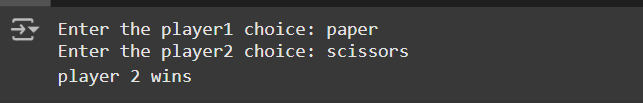 Enter the player1 choice: paper
Enter the player2 choice: scissors
player 2 wins